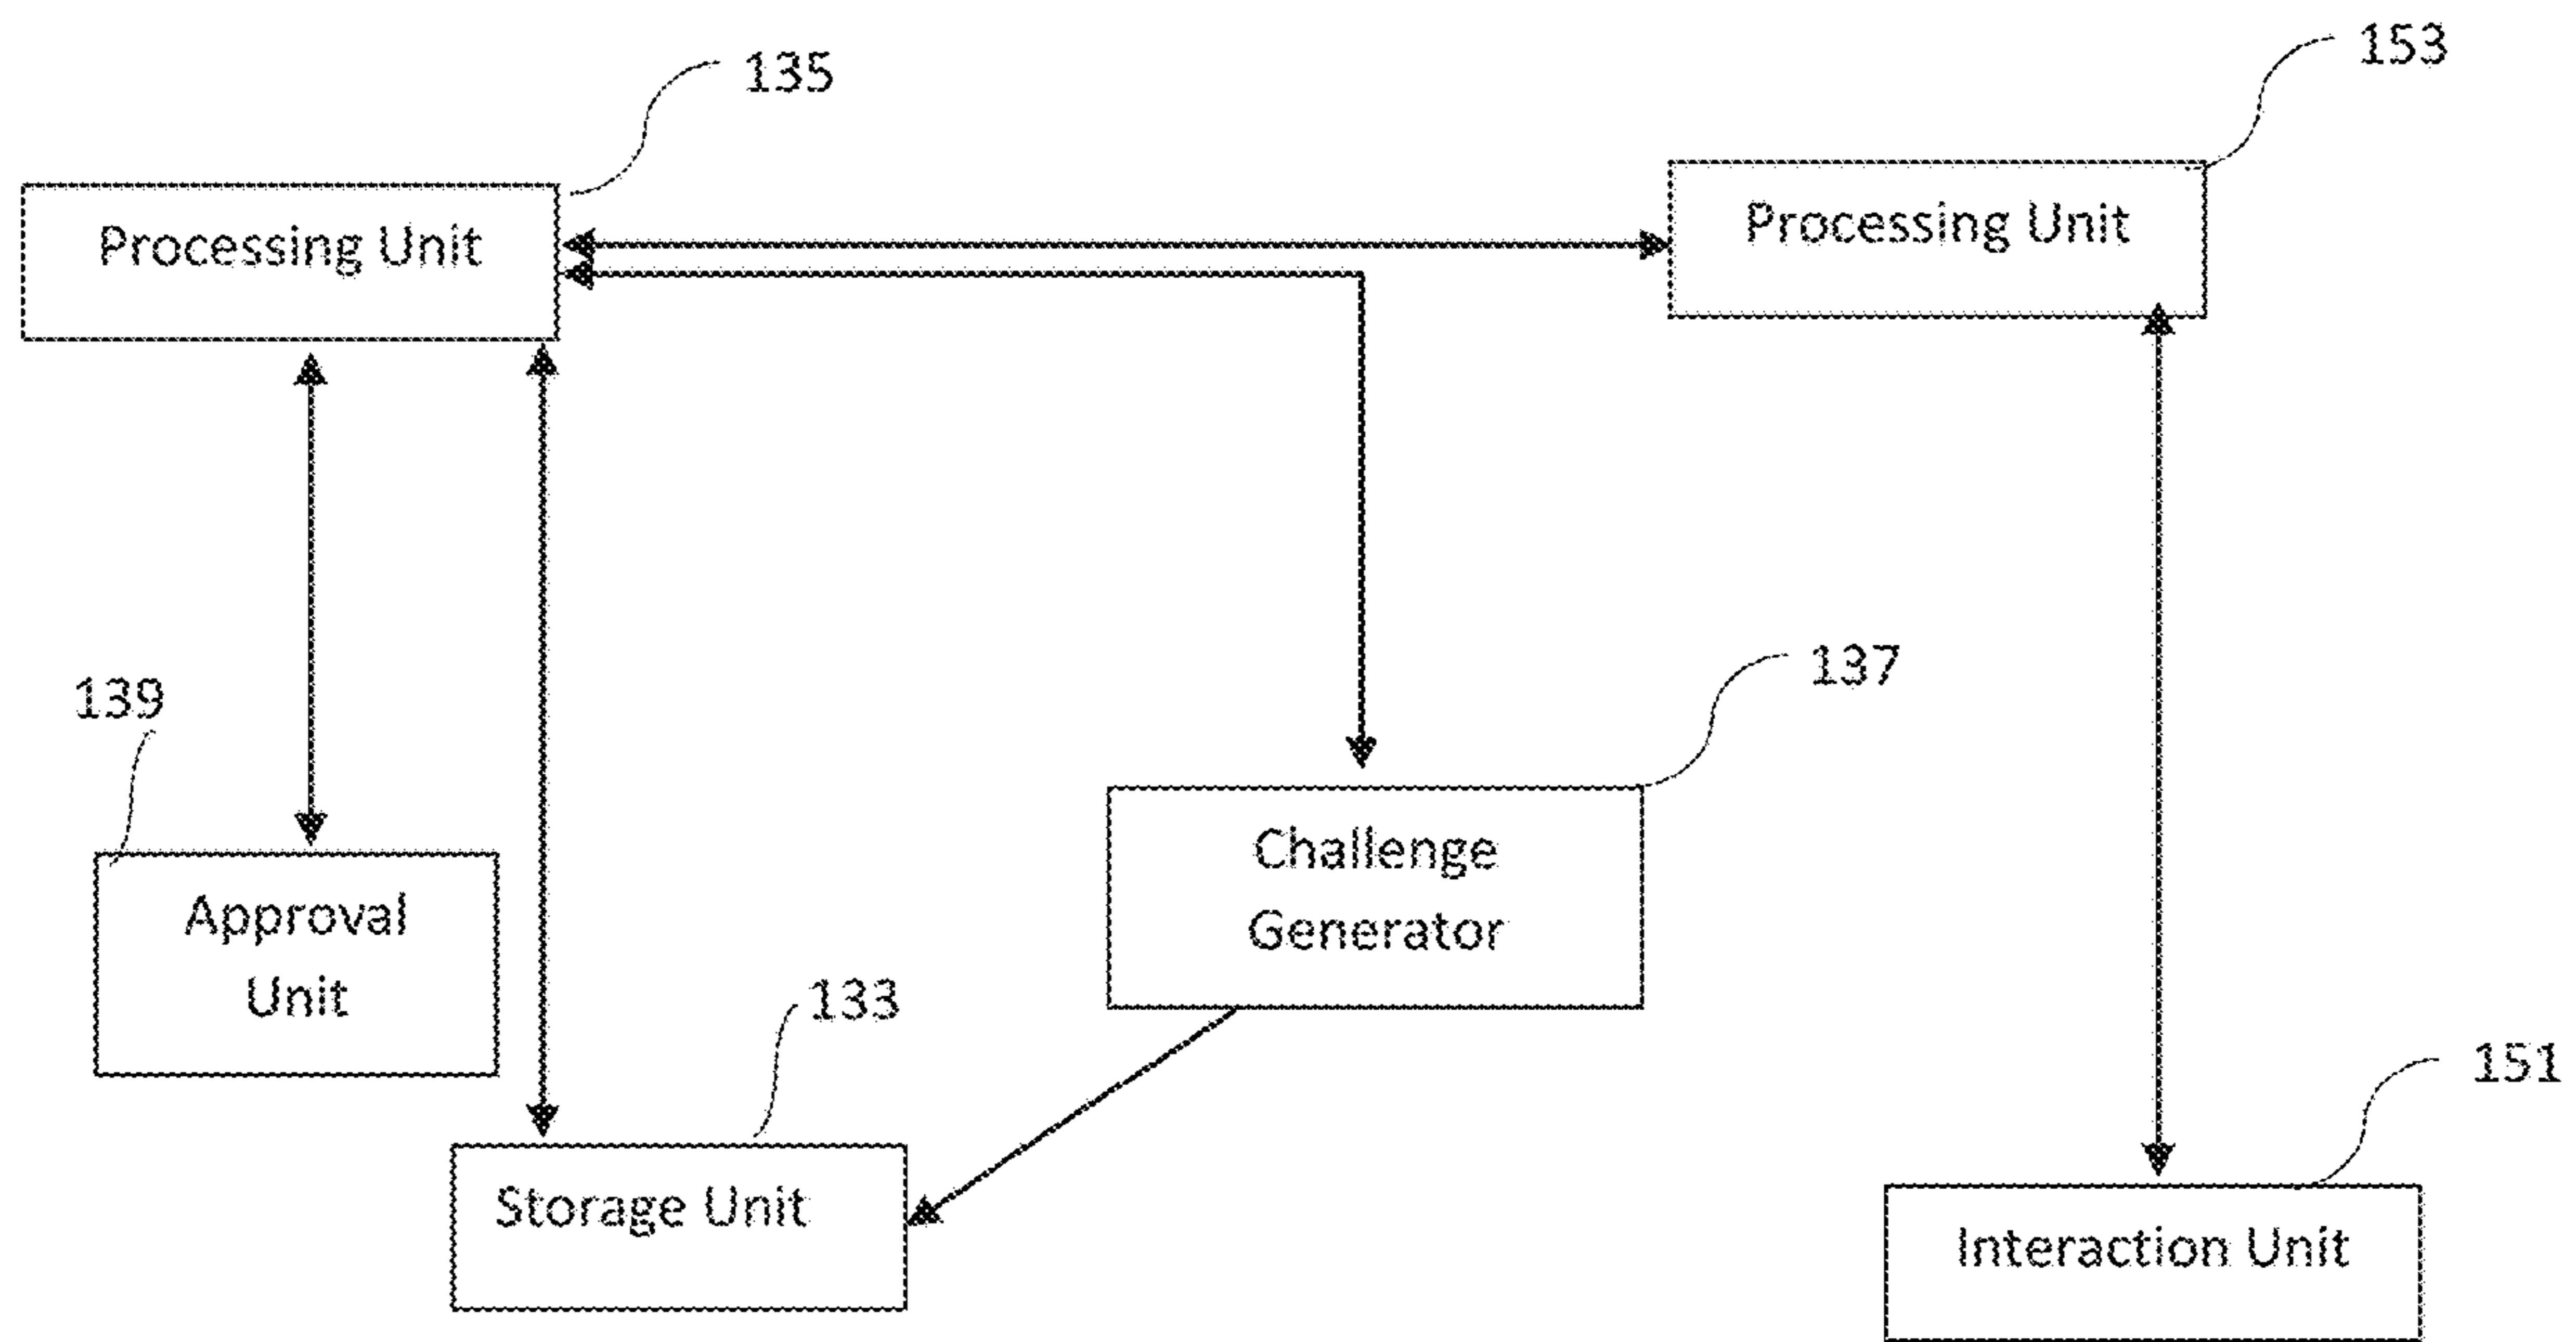 153
135
Processing Unit
Processing Unit
137
139
Challenge
Generator
Approval
Unit
133
151
Storage Unit
Interaction Unit